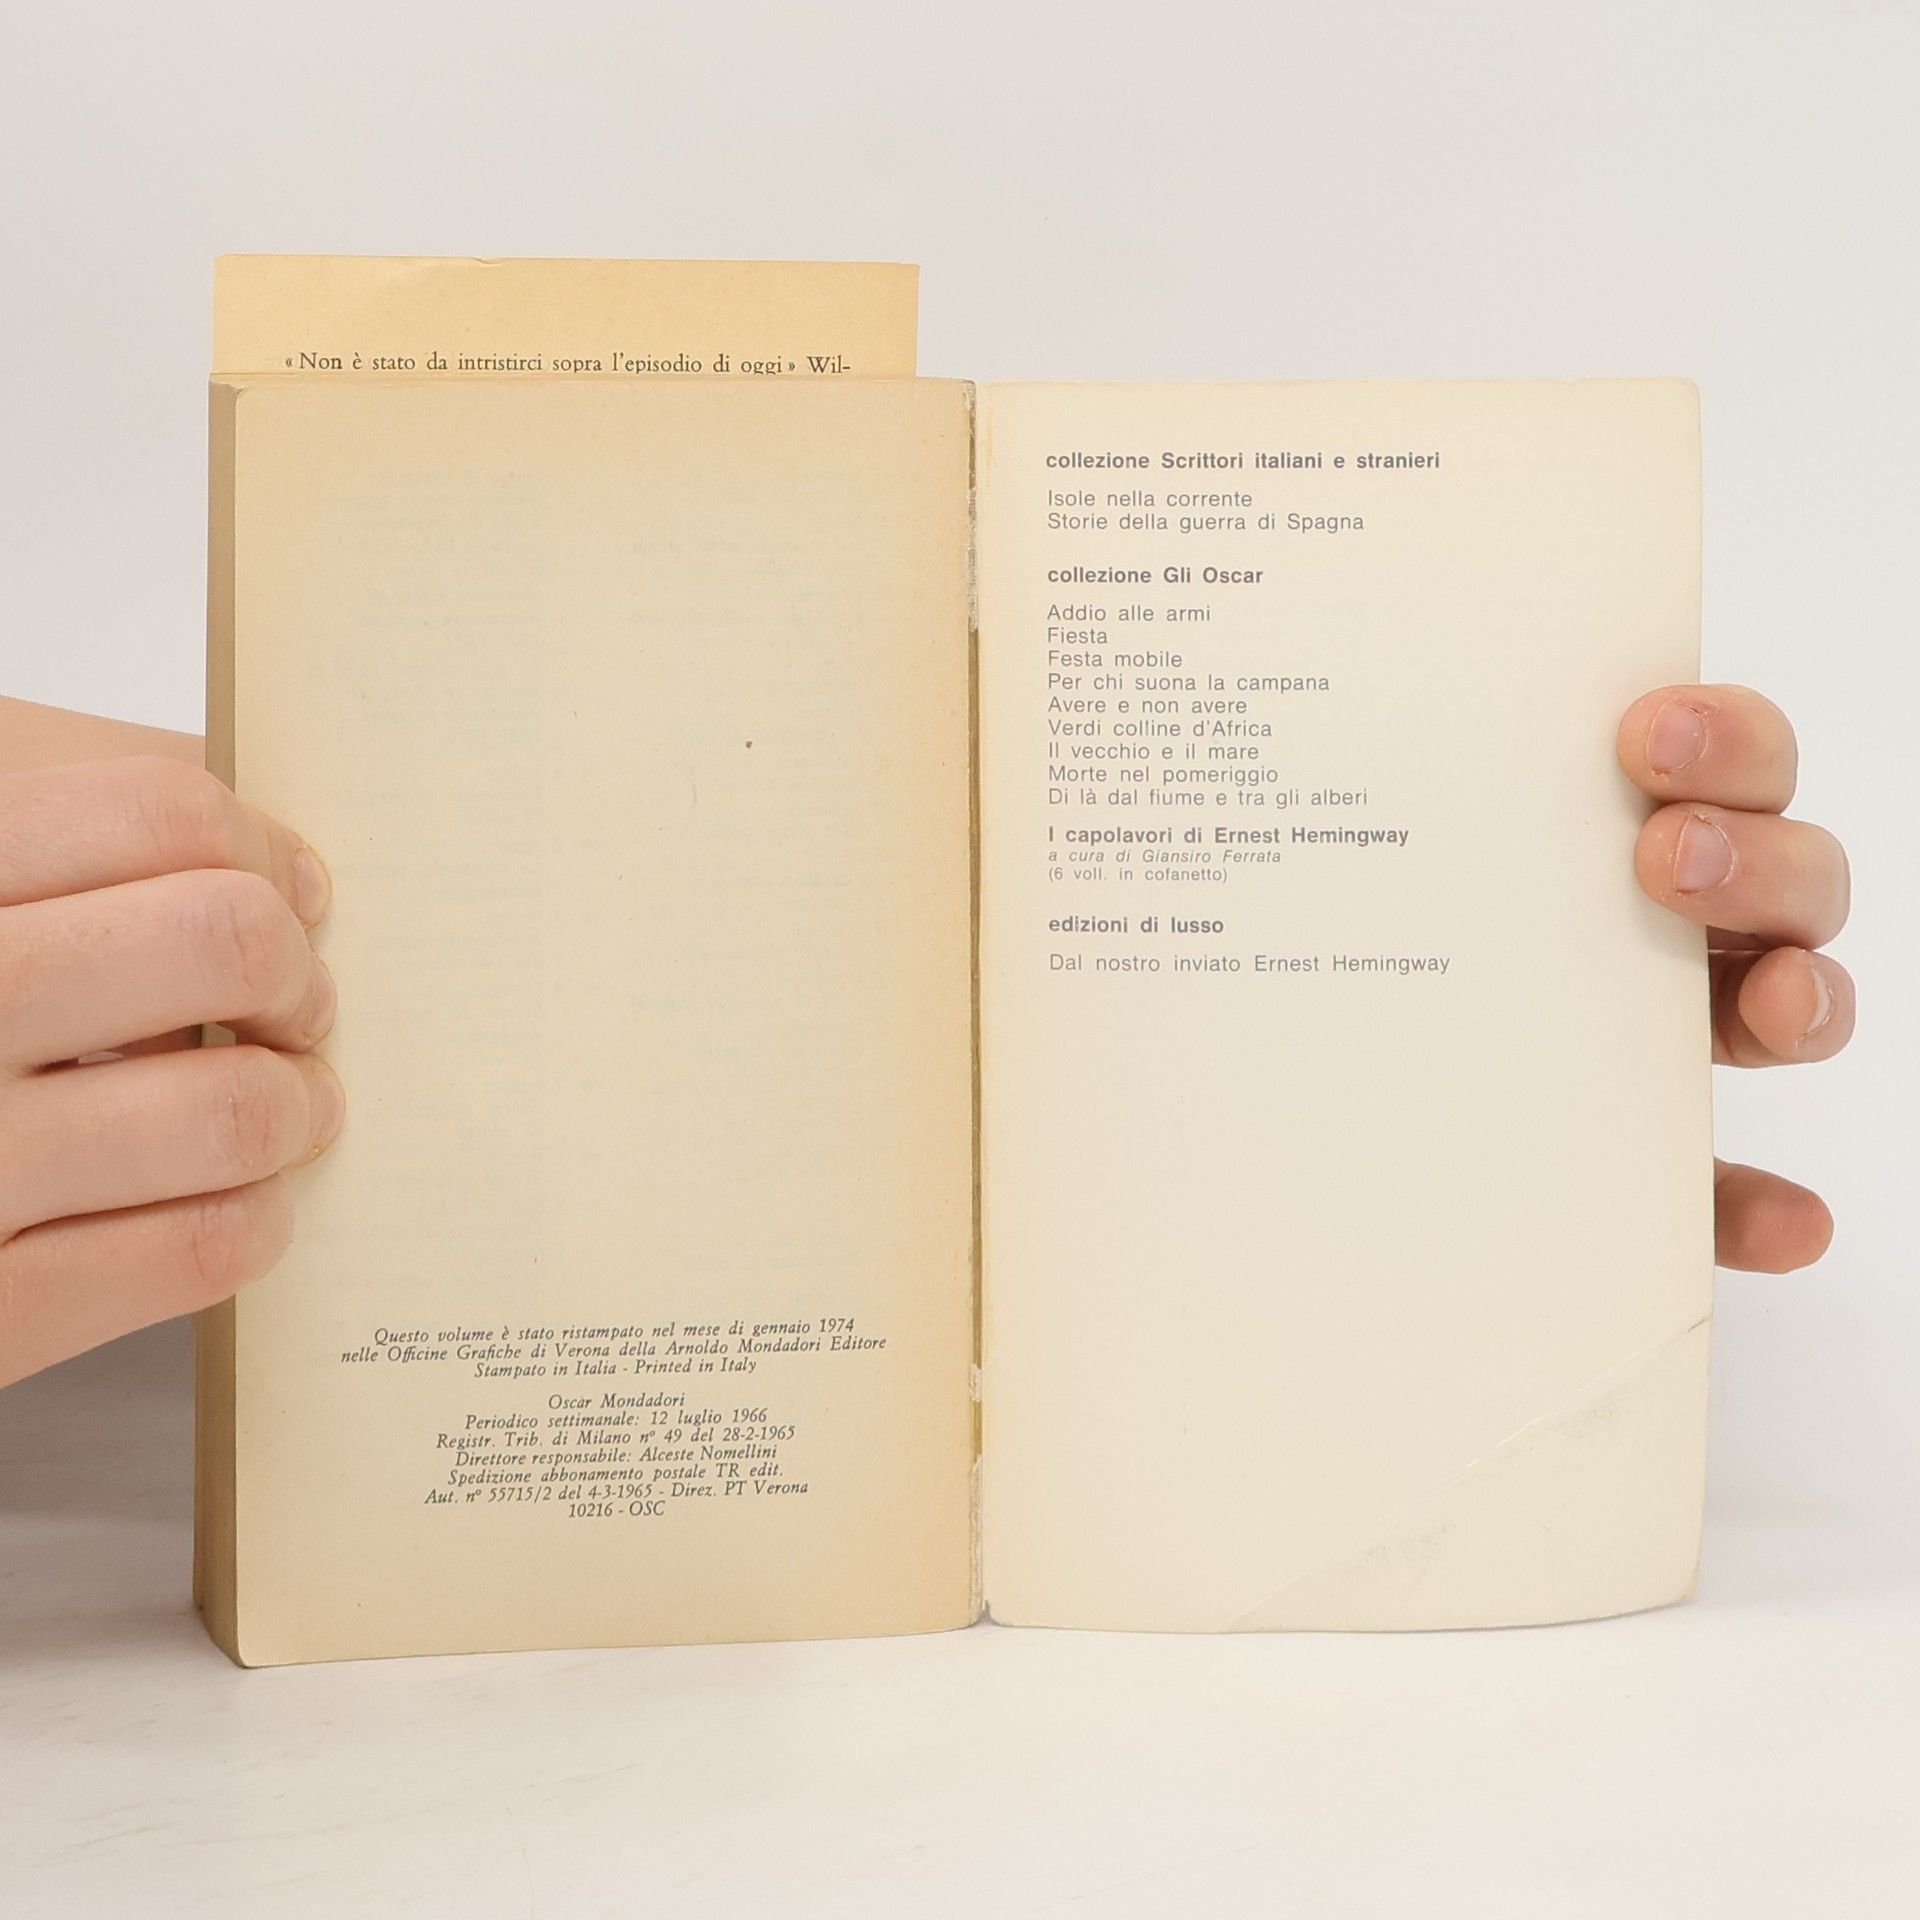 « Non è stato da intristirci sopra l'episodio di oggi » Wil-
Questo volume è stato ristampato nel mese di gennaio 1974
nelle Officine Grafiche di Verona della Arnoldo Mondadori Editore
Stampato in Italia - Printed in Italy
Oscar Mondadori
Periodico settimanale: 12 luglio 1966
Registr. Trib. di Milano nº 49 del 28-2-1965
Direttore responsabile: Alceste Nomellini
Spedizione abbonamento postale TR edit.
Aut. nº 55715/2 del 4-3-1965 - Direz. PT Verona
10216 - OSC
collezione Scrittori italiani e stranieri
Isole nella corrente
Storie della guerra di Spagna
collezione Gli Oscar
Addio alle armi
Fiesta
Festa mobile
Per chi suona la campana
Avere e non avere
Verdi colline d'Africa
Il vecchio e il mare
Morte nel pomeriggio
Di là dal fiume e tra gli alberi
I capolavori di Ernest Hemingway
a cura di Giansiro Ferrata
(6 voll. in cofanetto)
edizioni di lusso
Dal nostro inviato Ernest Hemingway